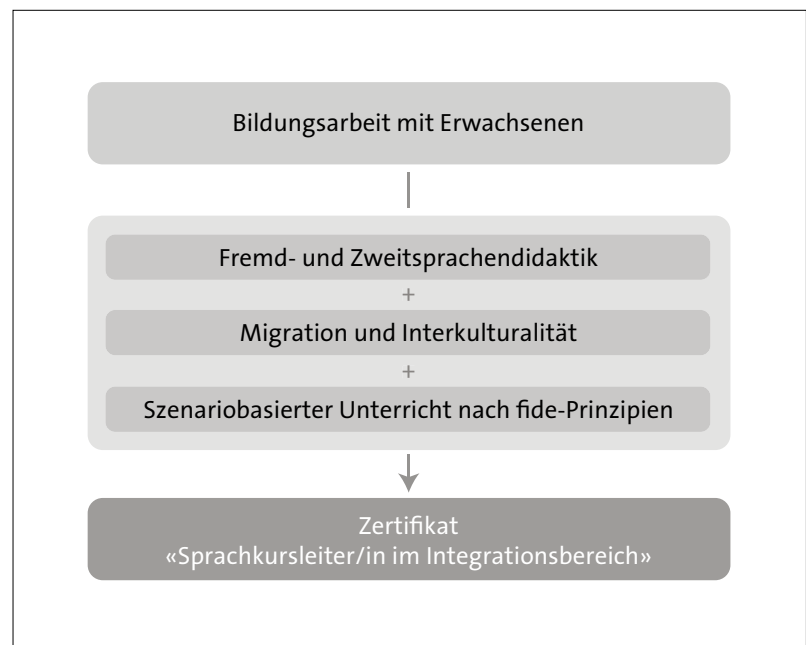 Bildungsarbeit mit Erwachsenen
Fremd- und Zweitsprachendidaktik
+
Migration und Interkulturalität
+
Szenariobasierter Unterricht nach fide-Prinzipien
Zertifikat
«Sprachkursleiter/in im Integrationsbereich»